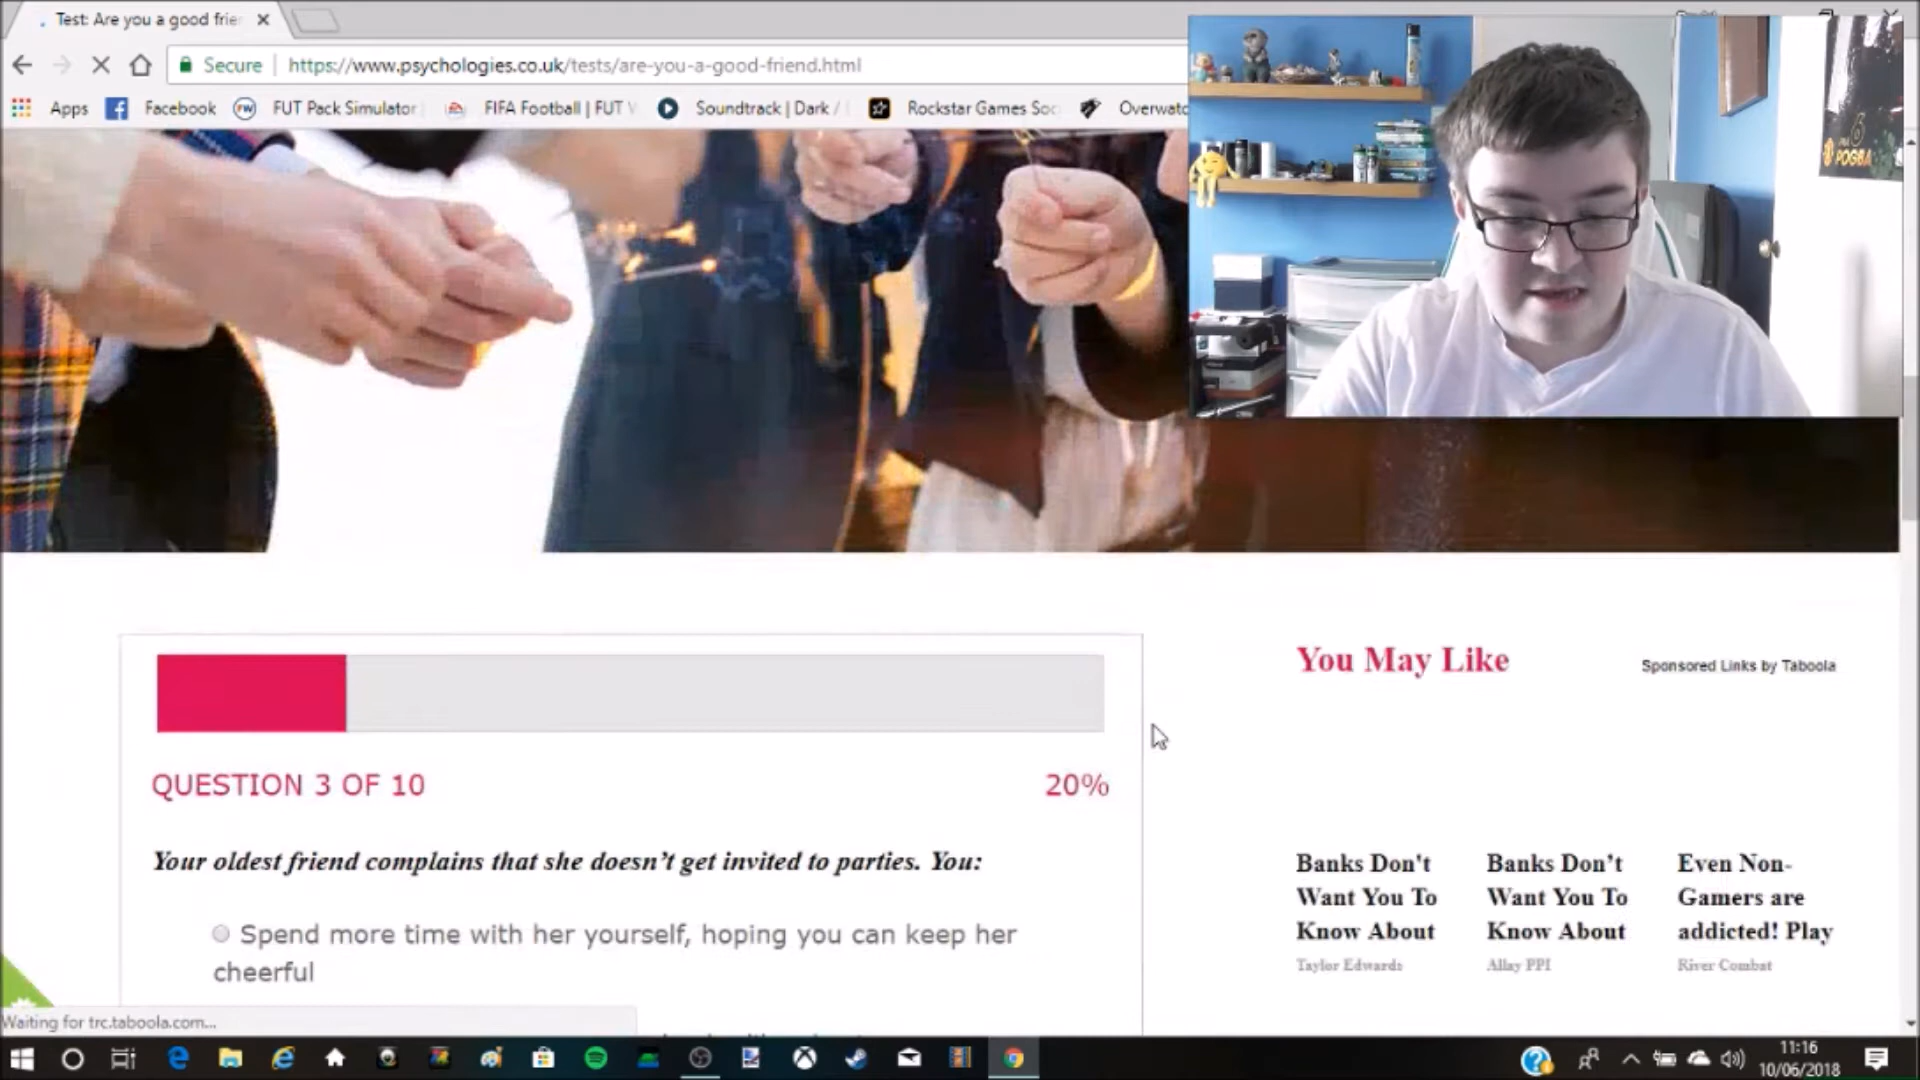 Test: Are you a good frie
Secure
https://www.psychologies.co.uk/tests/are-you-a-good-friend.html
Apps
Facebook
FUT Pack Simulator
FIFA Football | FUT
Soundtrack | Dark /
Rockstar Games Soc
Overwatc
6
POGBA
You May Like
Sponsored Links by Taboola
QUESTION 3 OF 10
20%
Your oldest friend complains that she doesn't get invited to parties. You:
Spend more time with her yourself, hoping you can keep her
cheerful
Banks Don't
Want You To
Know About
Taylor Edwards
Banks Don’t
Want You To
Know About
Allay PPI
Even Non-
Gamers are
addicted! Play
River Combat
Waiting for trc.taboola.com...
11:16
10/06/2018